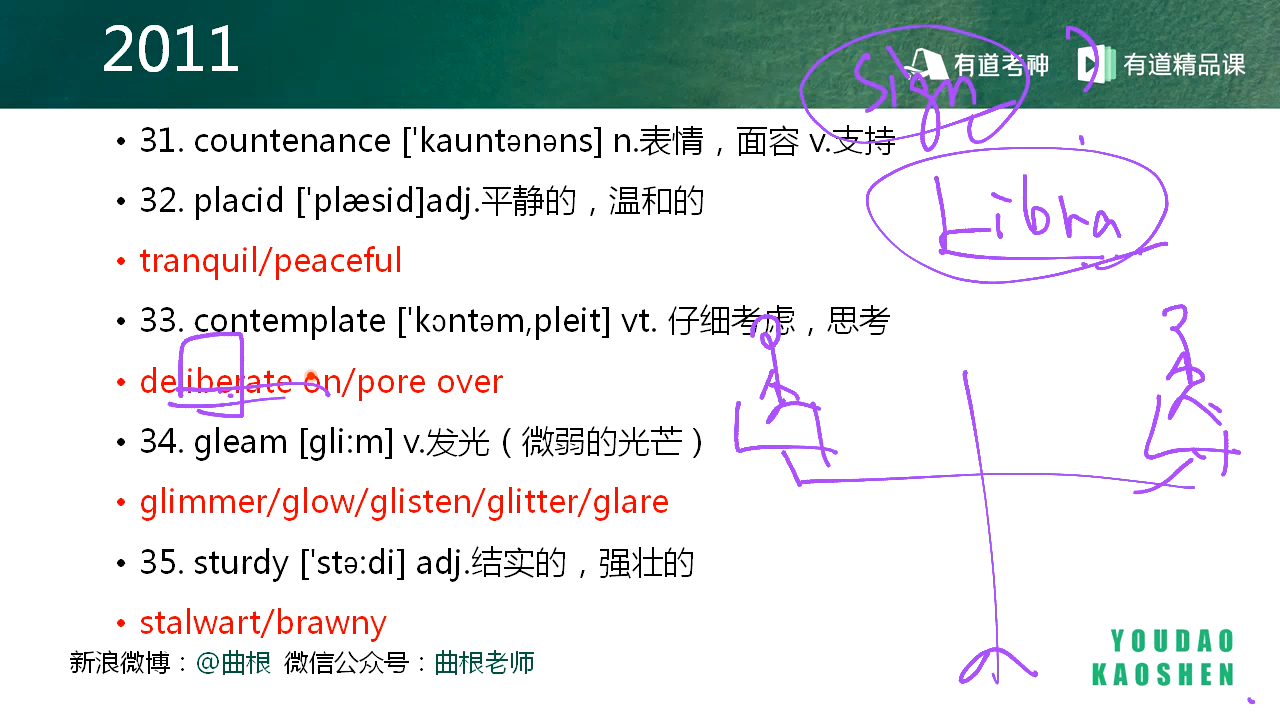 2011
sign
有道考神 有道精品课
31. countenance ['kauntənəns] n.表情，面容 v.支持
32. placid ['plæsid]adj.平静的，温和的
Libra
tranquil/peaceful
33. contemplate ['kɔntəm,pleit] vt. 仔细考虑，思考
deliberate on/pore over
34. gleam [gli:m] v.发光（微弱的光芒）
glimmer/glow/glisten/glitter/glare
35. sturdy ['stə:di] adj.结实的，强壮的
stalwart/brawny
新浪微博：@曲根 微信公众号：曲根老师
YOUDAO
KAOSHEN